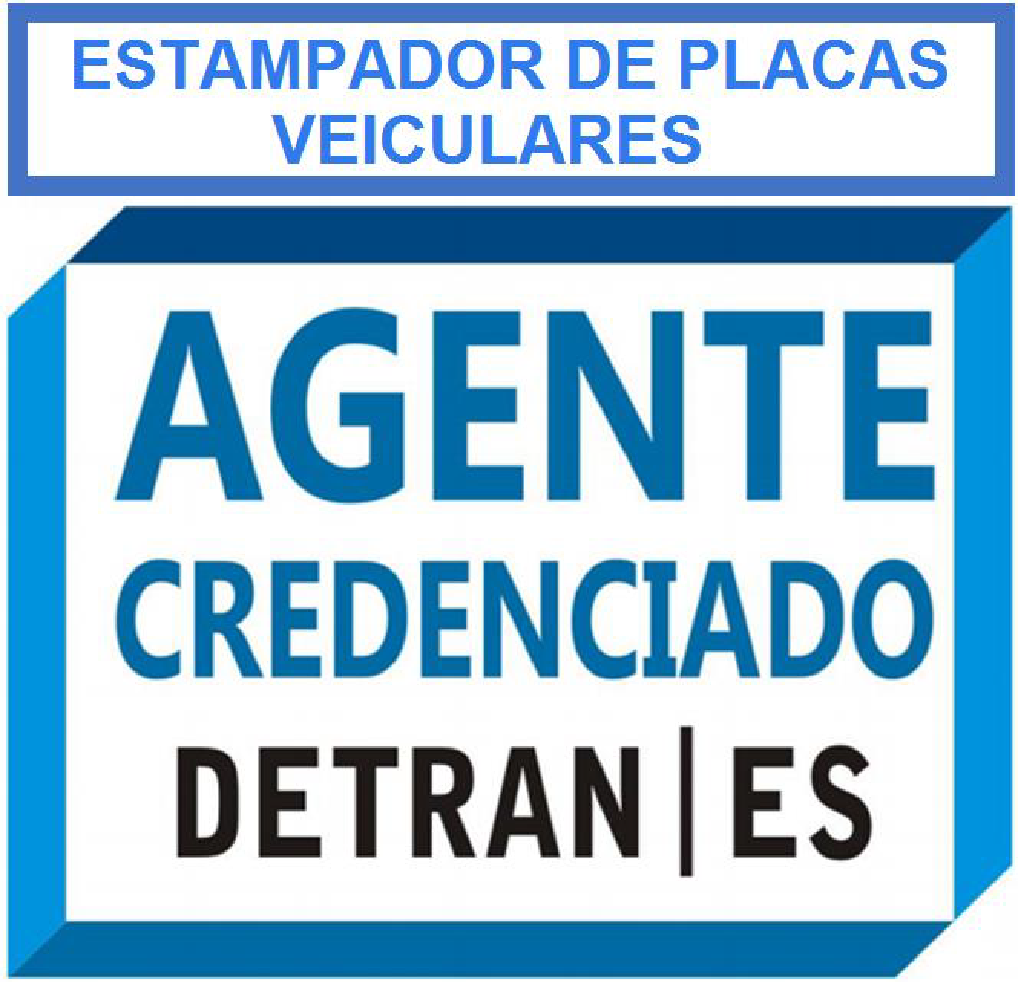 ESTAMPADOR DE PLACAS
VEICULARES
AGENTE
CREDENCIADO
DETRAN|ES